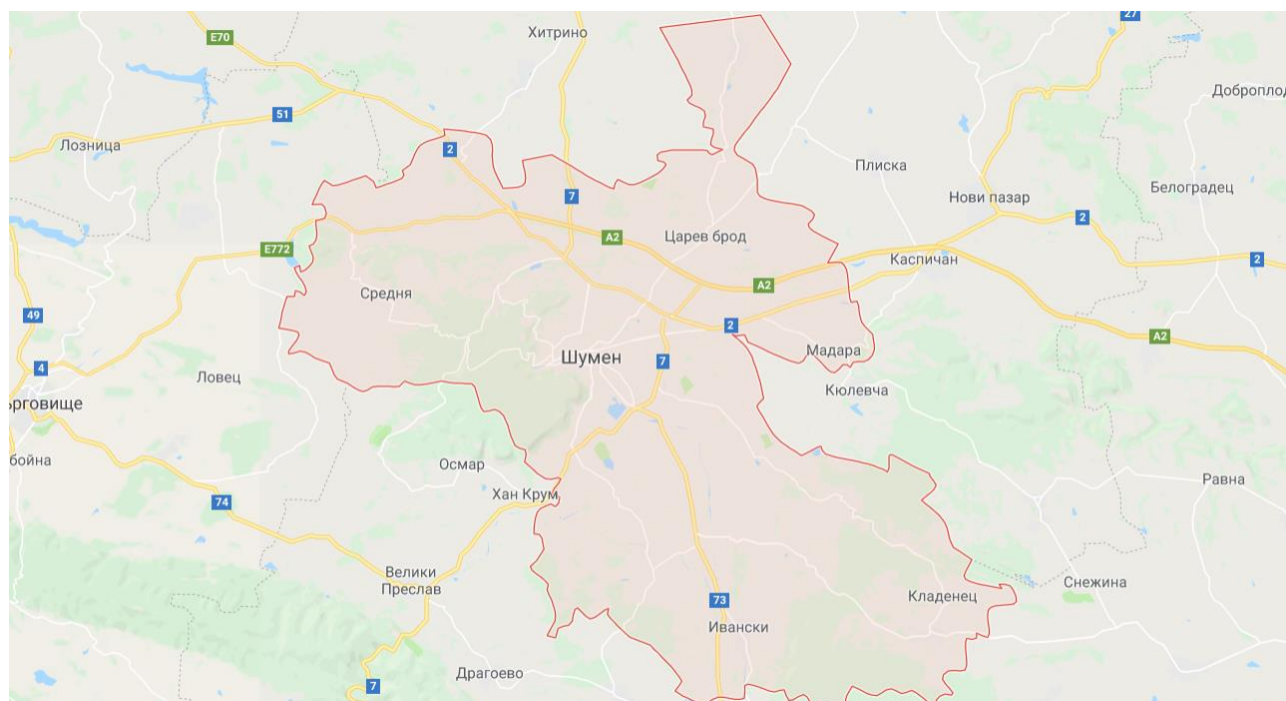 27
Хитрино
E70
Доброплод
51
Лозница
2
Плиска
Белоградец
7
Нови пазар
2
Царев брод
A2
E772
Каспичан
2
A2
Средня
49
2
A2
Шумен
7
Мадара
4
Ловец
Кюлевча
ърговище
бойна
Осмар
Равна
Хан Крум
74
Велики
Преслав
Снежина
73
Кладенец
Ивански
Драгоево
7